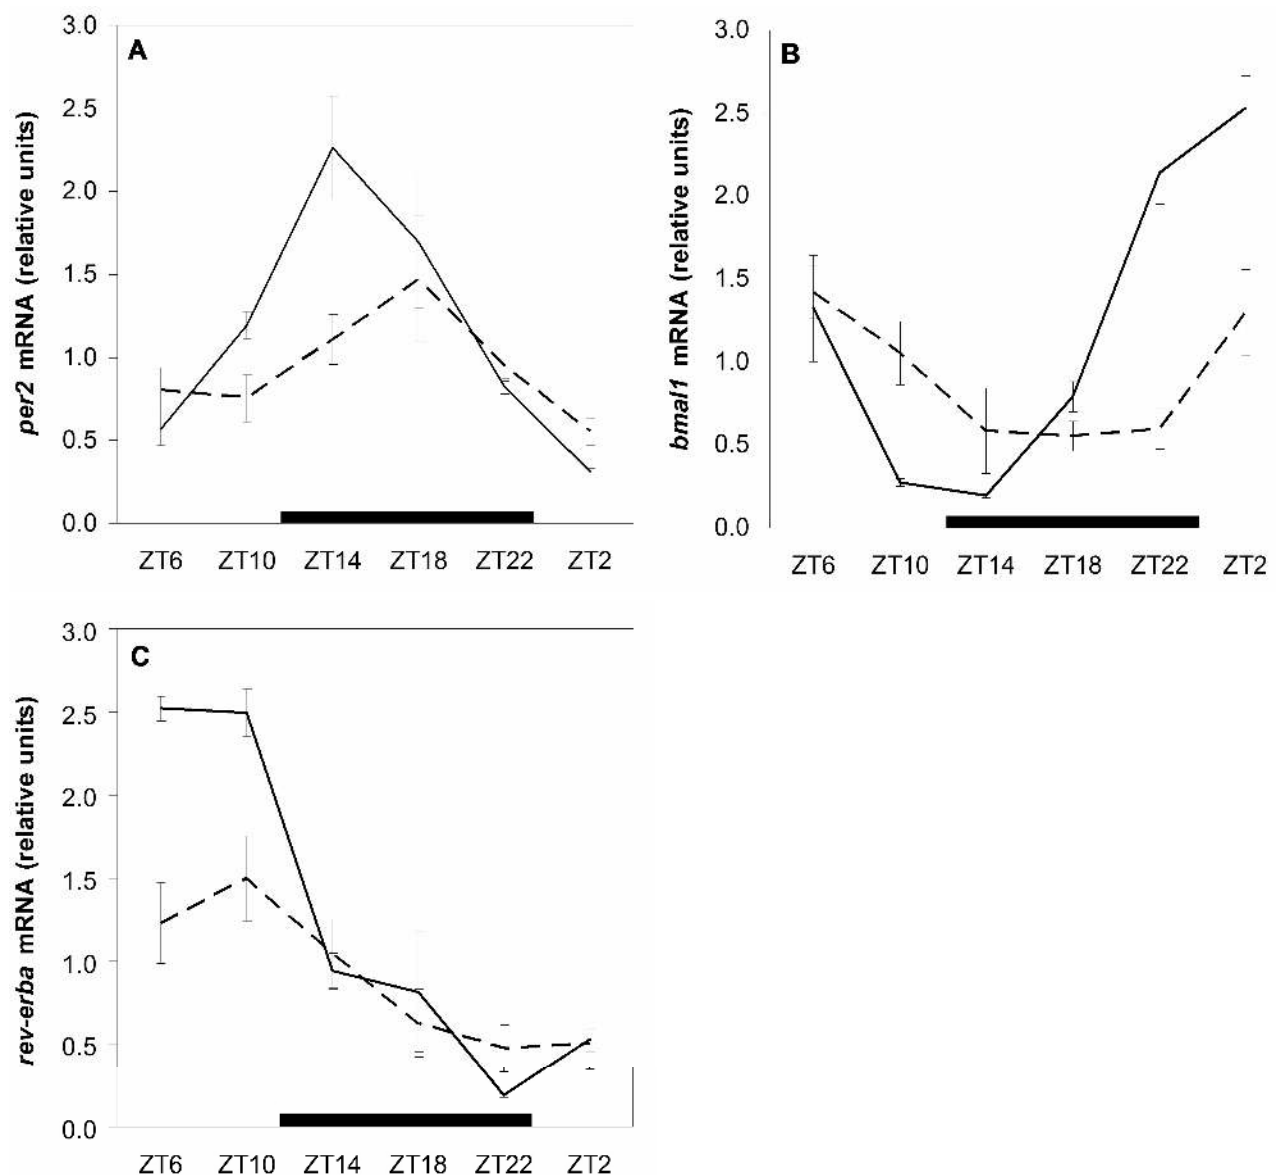 A
per2 mRNA (relative units)
3.0
2.5
2.0
1.5
1.0
0.5
0.0
ZT6 ZT10 ZT14 ZT18 ZT22 ZT2
B
bmal1 mRNA (relative units)
3.0
2.5
2.0
1.5
1.0
0.5
0.0
ZT6 ZT10 ZT14 ZT18 ZT22 ZT2
C
rev-erba mRNA (relative units)
3.0
2.5
2.0
1.5
1.0
0.5
0.0
ZT6 ZT10 ZT14 ZT18 ZT22 ZT2